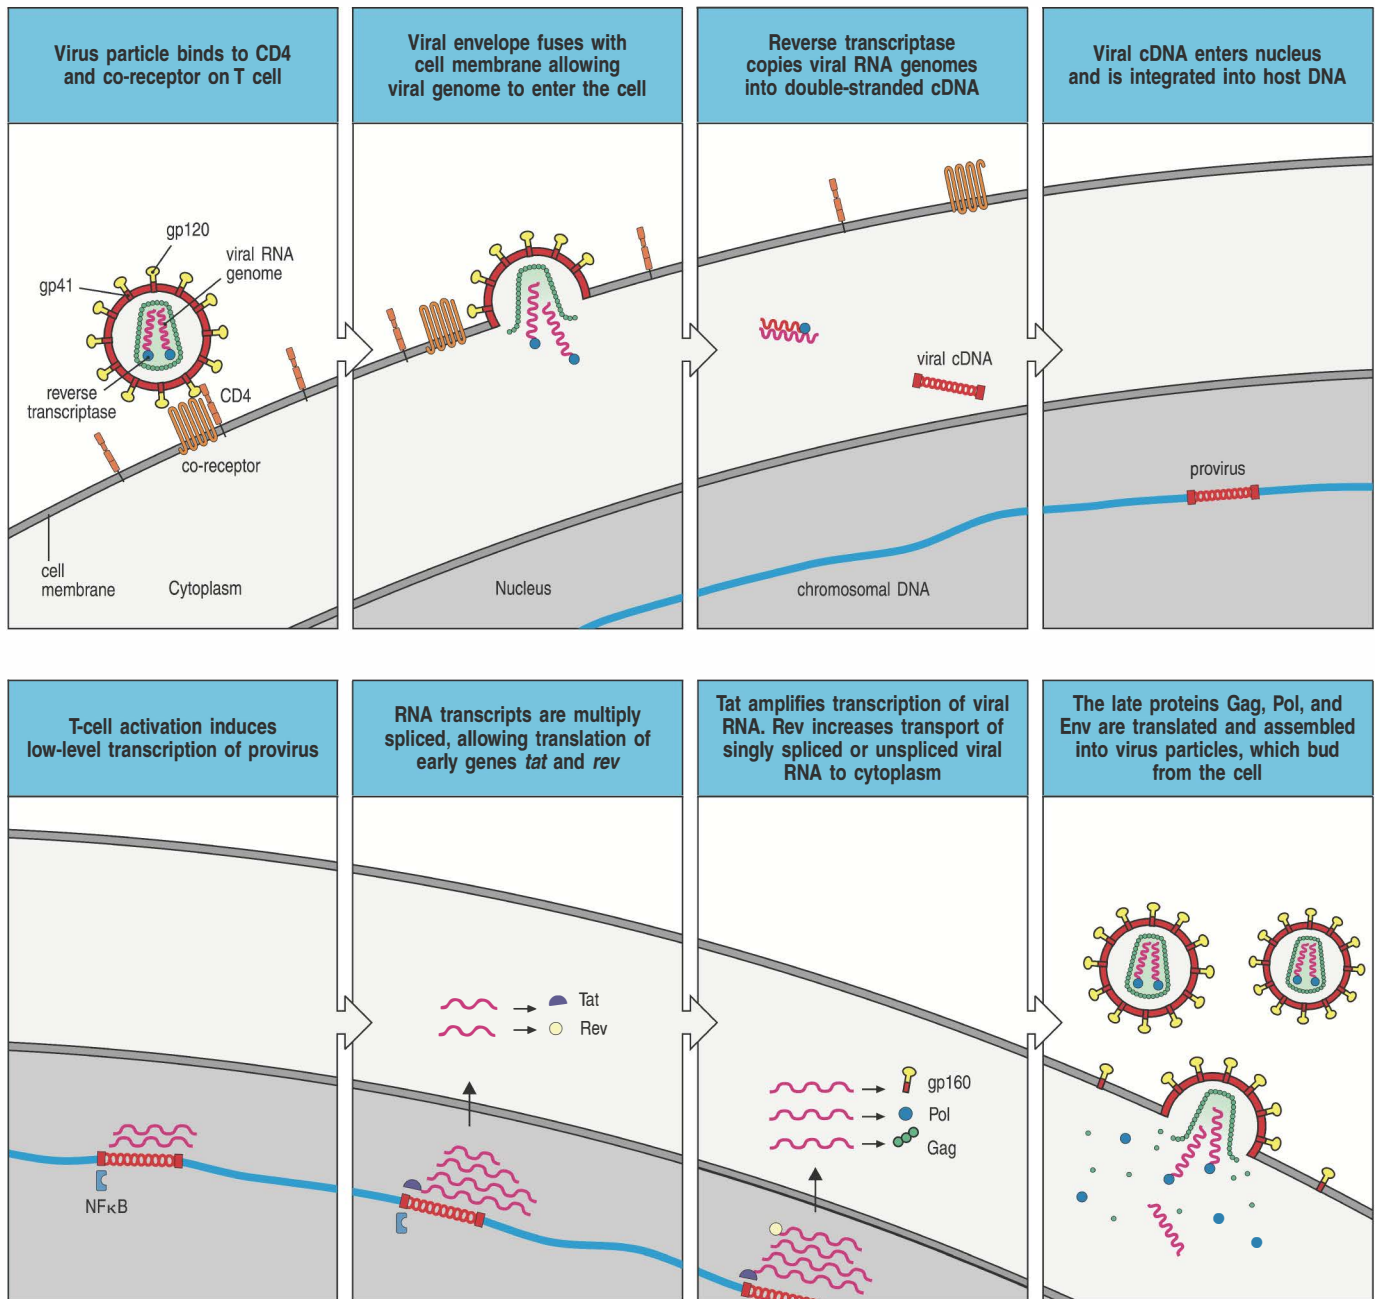 Virus particle binds to CD4
and co-receptor on T cell
Viral envelope fuses with
cell membrane allowing
viral genome to enter the cell
Reverse transcriptase
copies viral RNA genomes
into double-stranded cDNA
Viral cDNA enters nucleus
and is integrated into host DNA
gp120
viral RNA
genome
gp41
reverse
transcriptase
CD4
co-receptor
cell
membrane
Cytoplasm
Nucleus
viral cDNA
chromosomal DNA
provirus
T-cell activation induces
low-level transcription of provirus
RNA transcripts are multiply
spliced, allowing translation of
early genes tat and rev
Tat amplifies transcription of viral
RNA. Rev increases transport of
singly spliced or unspliced viral
RNA to cytoplasm
The late proteins Gag, Pol, and
Env are translated and assembled
into virus particles, which bud
from the cell
NFκB
Tat
Rev
gp160
Pol
Gag